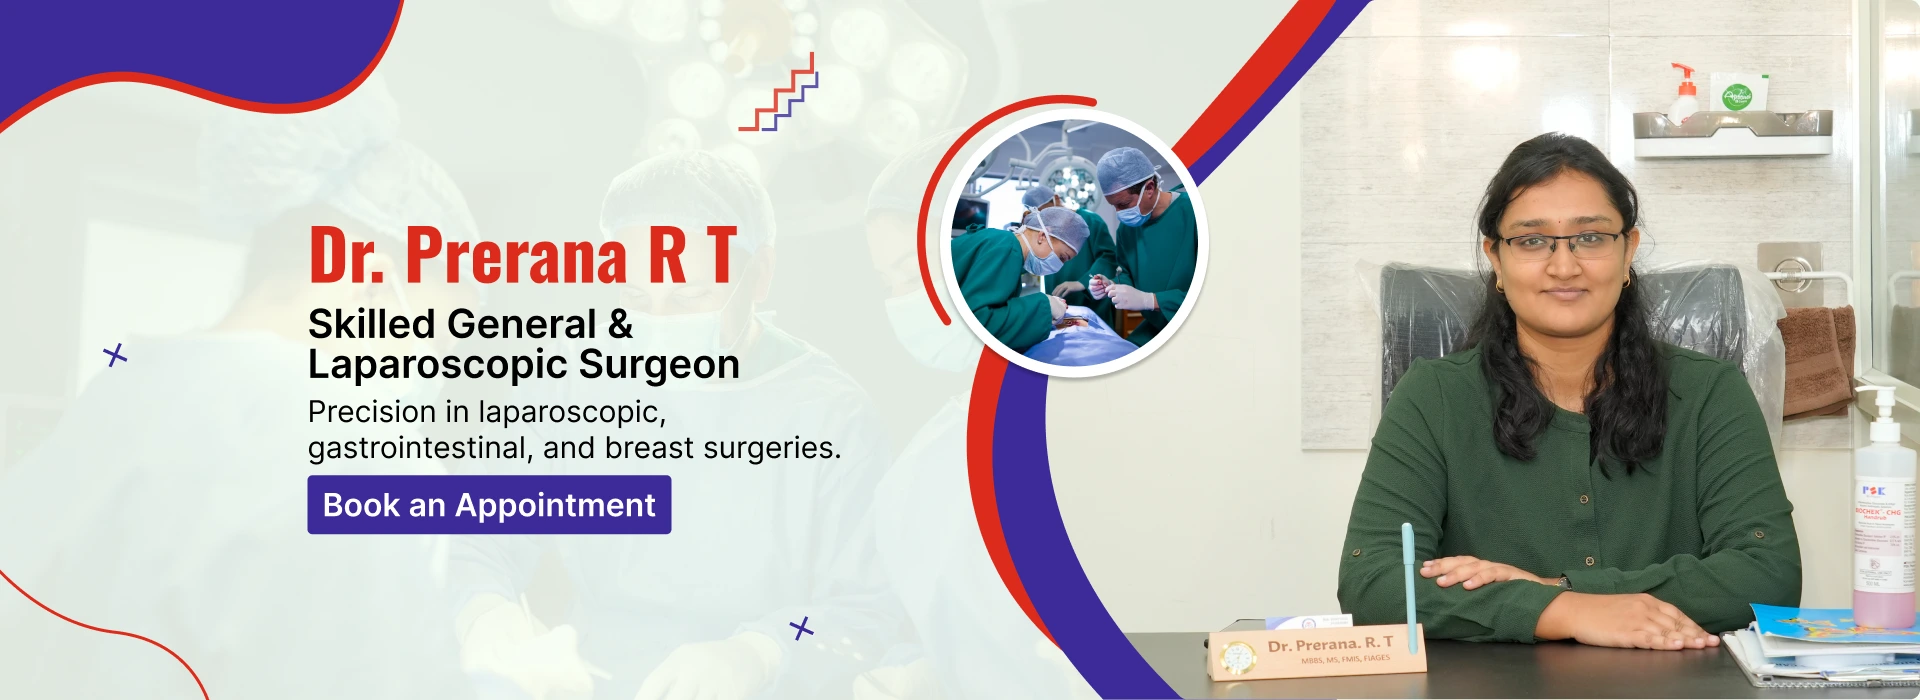 Dr. Prerana R T
Skilled General &
Laparoscopic Surgeon
Precision in laparoscopic,
gastrointestinal, and breast surgeries.
Book an Appointment
Dr. Prerana. R. T
MBBS, MS, FMIS, FIAGES
PSK